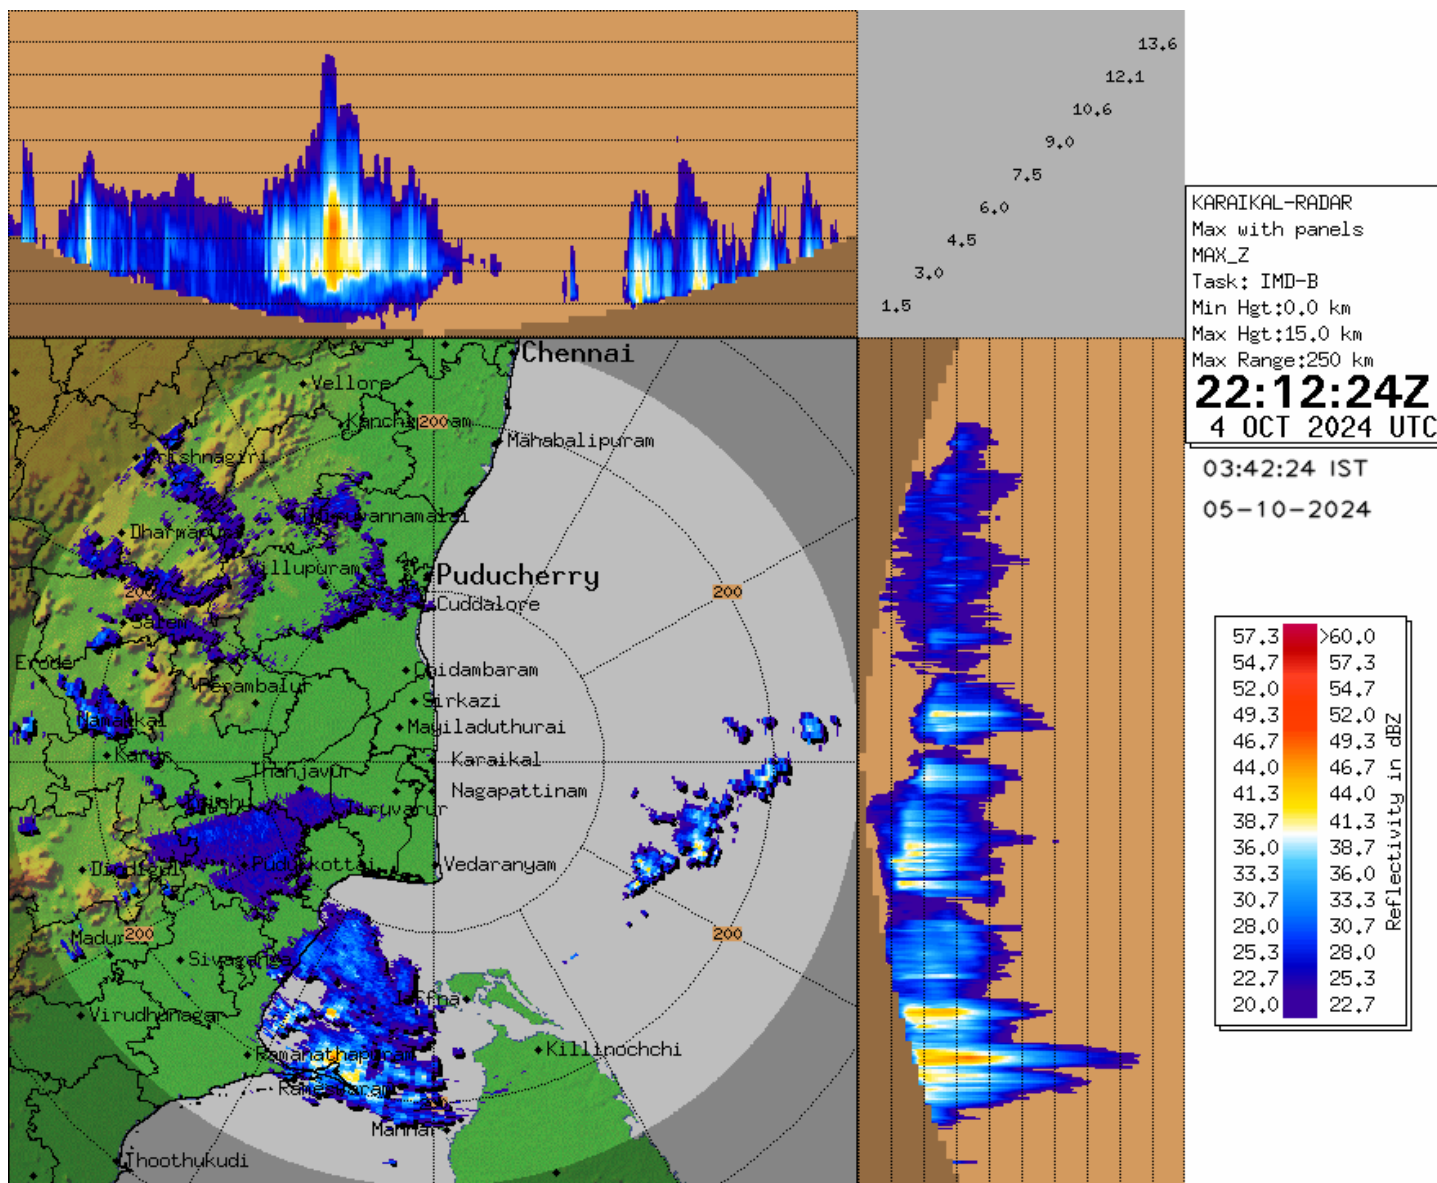 13.6
12.1
10.6
9.0
7.5
6.0
4.5
3.0
1.5
KARAIKAL-RADAR
Max with panels
MAX_Z
Task: IMD-B
Min Hgt:0.0 km
Max Hgt:15.0 km
Max Range:250 km
22:12:24Z
4 OCT 2024 UTC
03:42:24 IST
05-10-2024
Chennai
Vellore
200
Mahabalipuram
Krishnagiri
Tiruvannamalai
Dharmapuri
Villupuram
Puducherry
200
200
Cuddalore
Salem
Erode
Chidambaram
Perambalur
Sirkazi
Namakkal
Mayiladuthurai
Karur
Karaikal
Thanjavur
Nagapattinam
Trichy
Tiruvarur
Dindigul
Pudukkottai
Vedaranyam
200
200
Sivaganga
Jaffna
Virudhunagar
Ramanathapuram
Killinochchi
Rameswaram
Mannar
Thoothukudi
57.3 >60.0
54.7 57.3
52.0 54.7
49.3 52.0
46.7 49.3
44.0 46.7
41.3 44.0
38.7 41.3
36.0 38.7
33.3 36.0
30.7 33.3
28.0 30.7
25.3 28.0
22.7 25.3
20.0 22.7
Reflectivity in dBZ